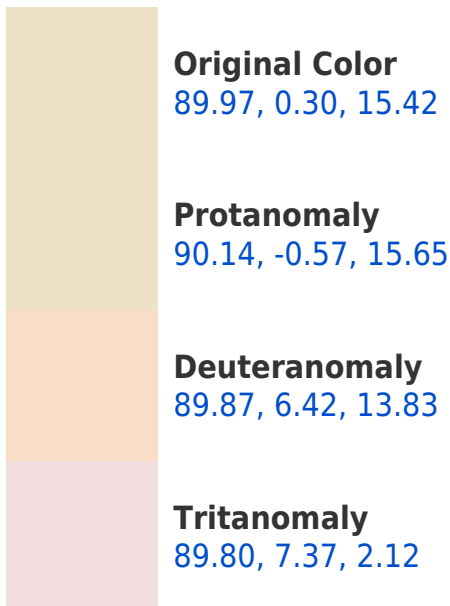 Original Color
89.97, 0.30, 15.42
Protanomaly
90.14, -0.57, 15.65
Deuteranomaly
89.87, 6.42, 13.83
Tritanomaly
89.80, 7.37, 2.12